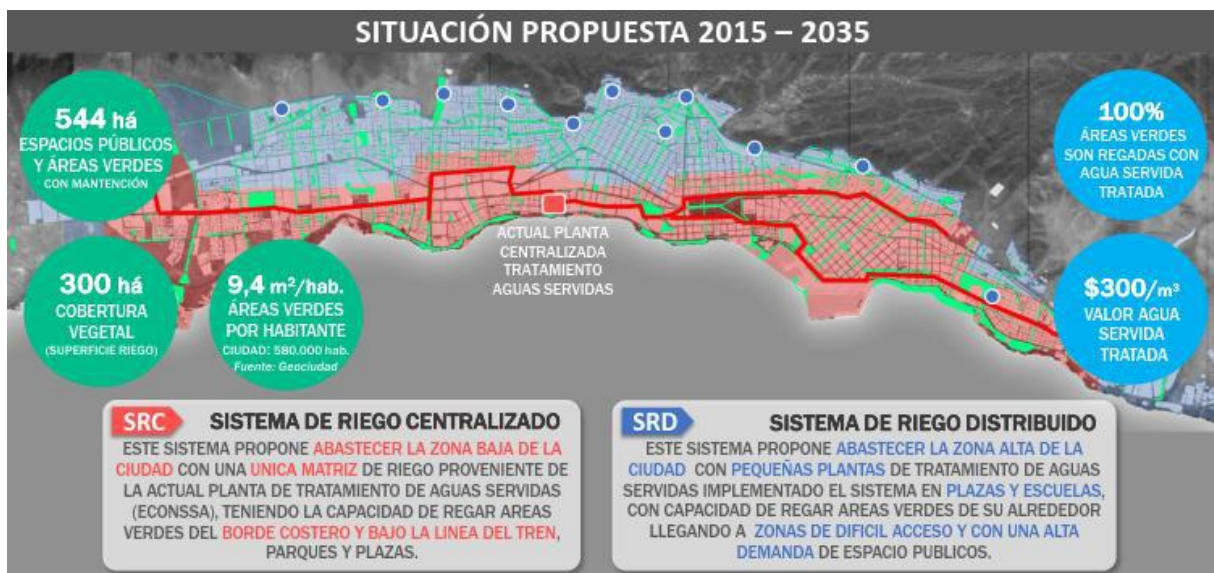 SITUACIÓN PROPUESTA 2015 – 2035
544 há
ESPACIOS PÚBLICOS
Y ÁREAS VERDES
CON MANTENCIÓN
100%
ÁREAS VERDES
SON REGADAS CON
AGUA SERVIDA
TRATADA
ACTUAL PLANTA
CENTRALIZADA
TRATAMIENTO
AGUAS SERVIDAS
300 há
COBERTURA
VEGETAL
(SUPERFICIE RIEGO)
9,4 m²/hab.
ÁREAS VERDES
POR HABITANTE
CIUDAD: 580.000 hab.
Fuente: Geociudad
$300/m³
VALOR AGUA
SERVIDA
TRATADA
SRC SISTEMA DE RIEGO CENTRALIZADO
ESTE SISTEMA PROPONE ABASTECER LA ZONA BAJA DE LA
CIUDAD CON UNA UNICA MATRIZ DE RIEGO PROVENIENTE DE
LA ACTUAL PLANTA DE TRATAMIENTO DE AGUAS SERVIDAS
(ECONSSA), TENIENDO LA CAPACIDAD DE REGAR AREAS
VERDES DEL BORDE COSTERO Y BAJO LA LINEA DEL TREN,
PARQUES Y PLAZAS.
SRD SISTEMA DE RIEGO DISTRIBUIDO
ESTE SISTEMA PROPONE ABASTECER LA ZONA ALTA DE LA
CIUDAD CON PEQUEÑAS PLANTAS DE TRATAMIENTO DE AGUAS
SERVIDAS IMPLEMENTADO EL SISTEMA EN PLAZAS Y ESCUELAS,
CON CAPACIDAD DE REGAR AREAS VERDES DE SU ALREDEDOR
LLEGANDO A ZONAS DE DIFICIL ACCESO Y CON UNA ALTA
DEMANDA DE ESPACIO PUBLICOS.